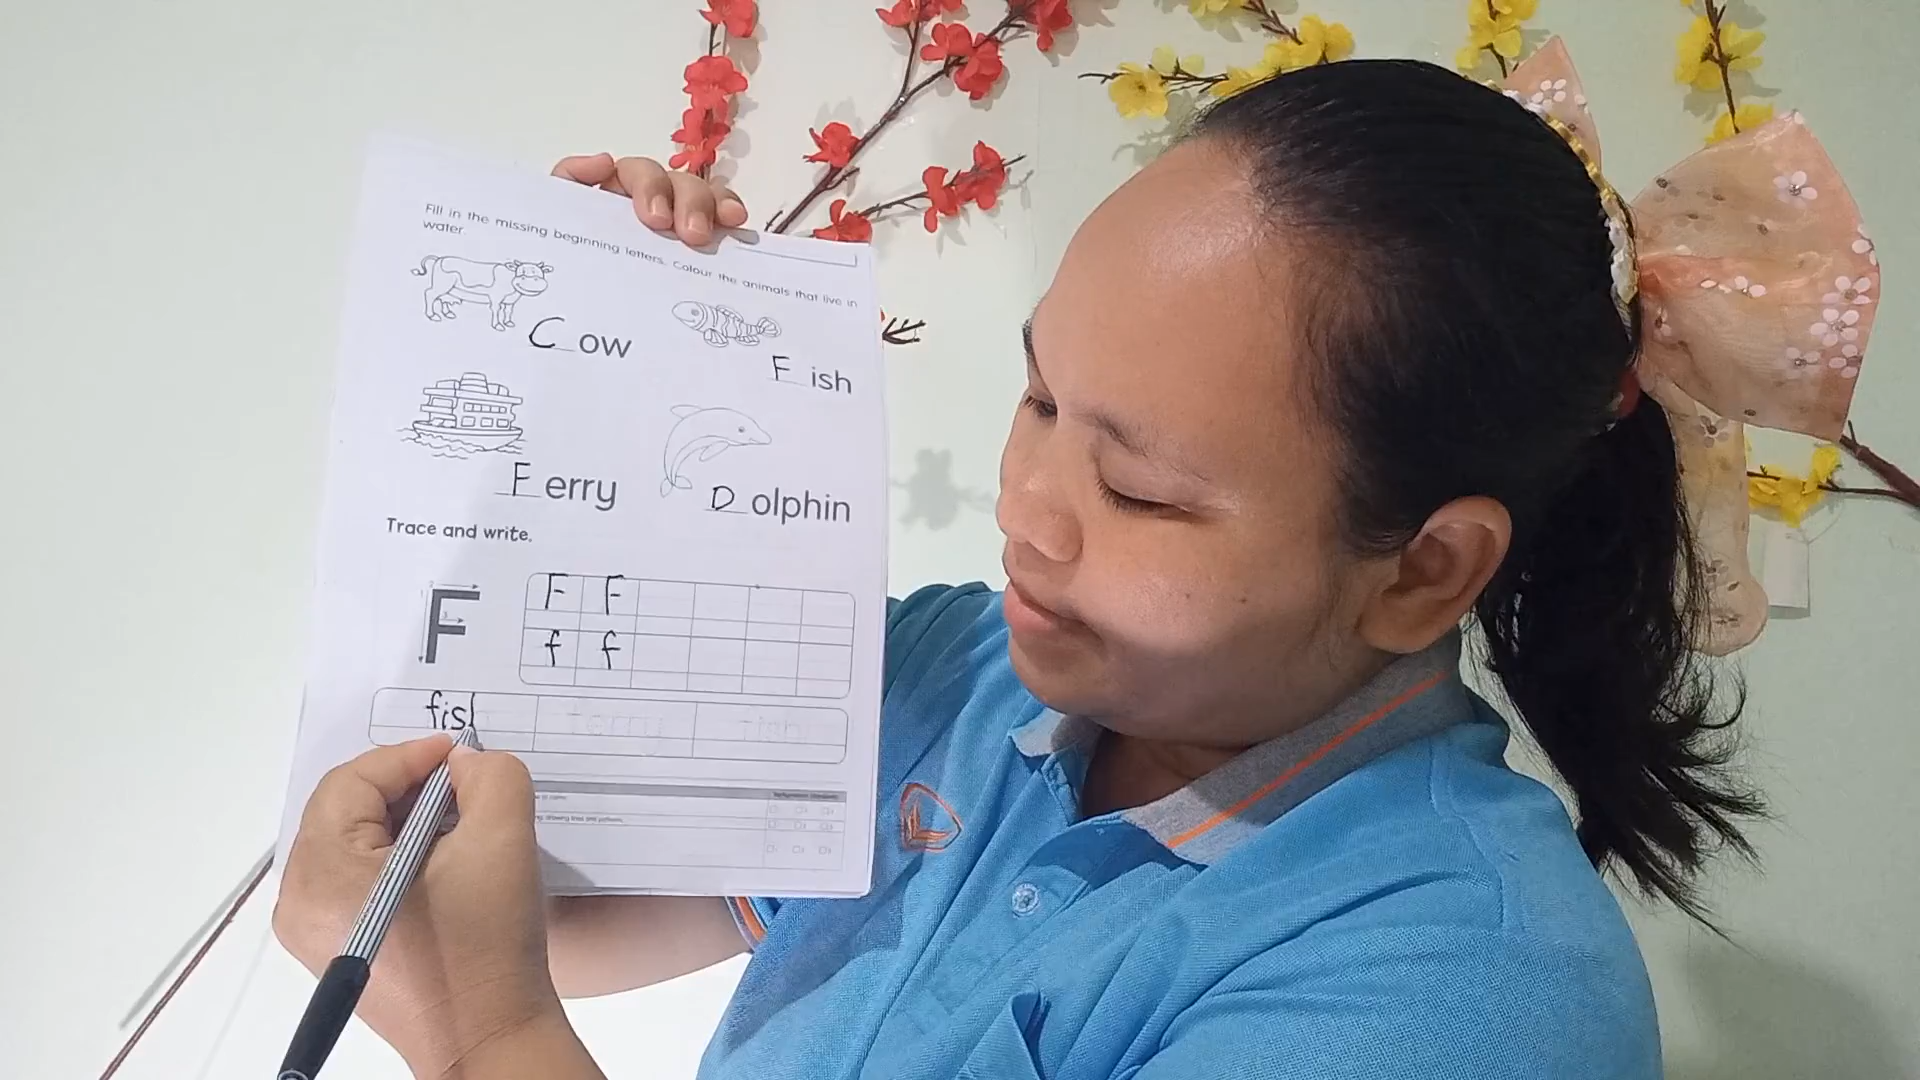 Fill in the missing beginning letters. Colour the animals that live in
water.
C ow
F ish
F erry
D olphin
Trace and write.
F
F F
f f
fish ferry fish